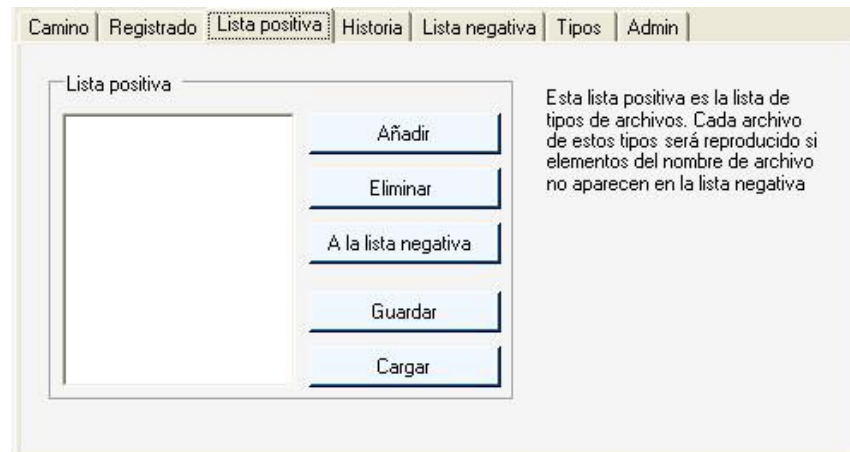 Camino Registrado Lista positiva Historia Lista negativa Tipos Admin
Lista positiva
Añadir
Eliminar
A la lista negativa
Guardar
Cargar
Esta lista positiva es la lista de
tipos de archivos. Cada archivo
de estos tipos será reproducido si
elementos del nombre de archivo
no aparecen en la lista negativa